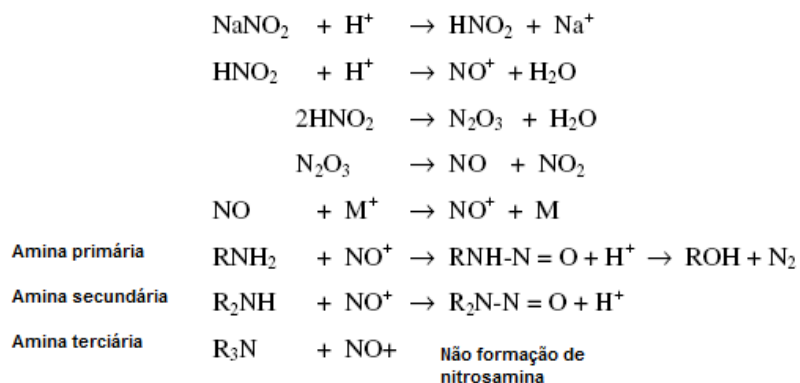 NaNO₂ + H⁺ → HNO₂ + Na⁺
HNO₂ + H⁺ → NO⁺ + H₂O
2HNO₂ → N₂O₃ + H₂O
N₂O₃ → NO + NO₂
NO + M⁺ → NO⁺ + M
Amina primária RNH₂ + NO⁺ → RNH-N = O + H⁺ → ROH + N₂
Amina secundária R₂NH + NO⁺ → R₂N-N = O + H⁺
Amina terciária R₃N + NO+ Não formação de
nitrosamina